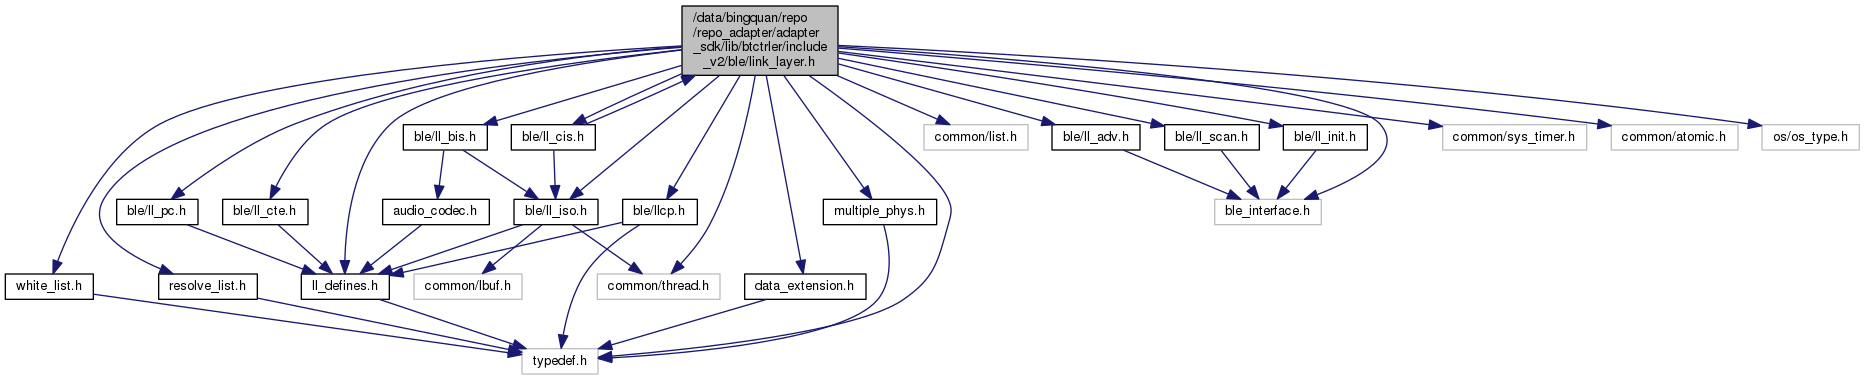 /data/bingquan/repo
/repo_adapter/adapter
_sdk/lib/btctrler/include
_v2/ble/link_layer.h
ble/ll_bis.h
ble/ll_cis.h
common/list.h
ble/ll_adv.h
ble/ll_scan.h
ble/ll_init.h
common/sys_timer.h
common/atomic.h
os/os_type.h
ble/ll_pc.h
ble/ll_cte.h
audio_codec.h
ble/ll_iso.h
ble/llcp.h
multiple_phys.h
ble_interface.h
white_list.h
resolve_list.h
ll_defines.h
common/lbuf.h
common/thread.h
data_extension.h
typedef.h